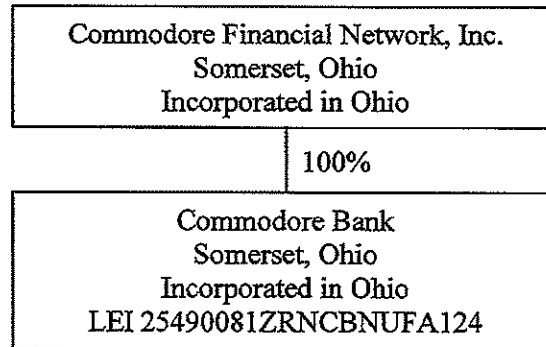 Commodore Financial Network, Inc.
Somerset, Ohio
Incorporated in Ohio
100%
Commodore Bank
Somerset, Ohio
Incorporated in Ohio
LEI 25490081ZRNCBNUFA124